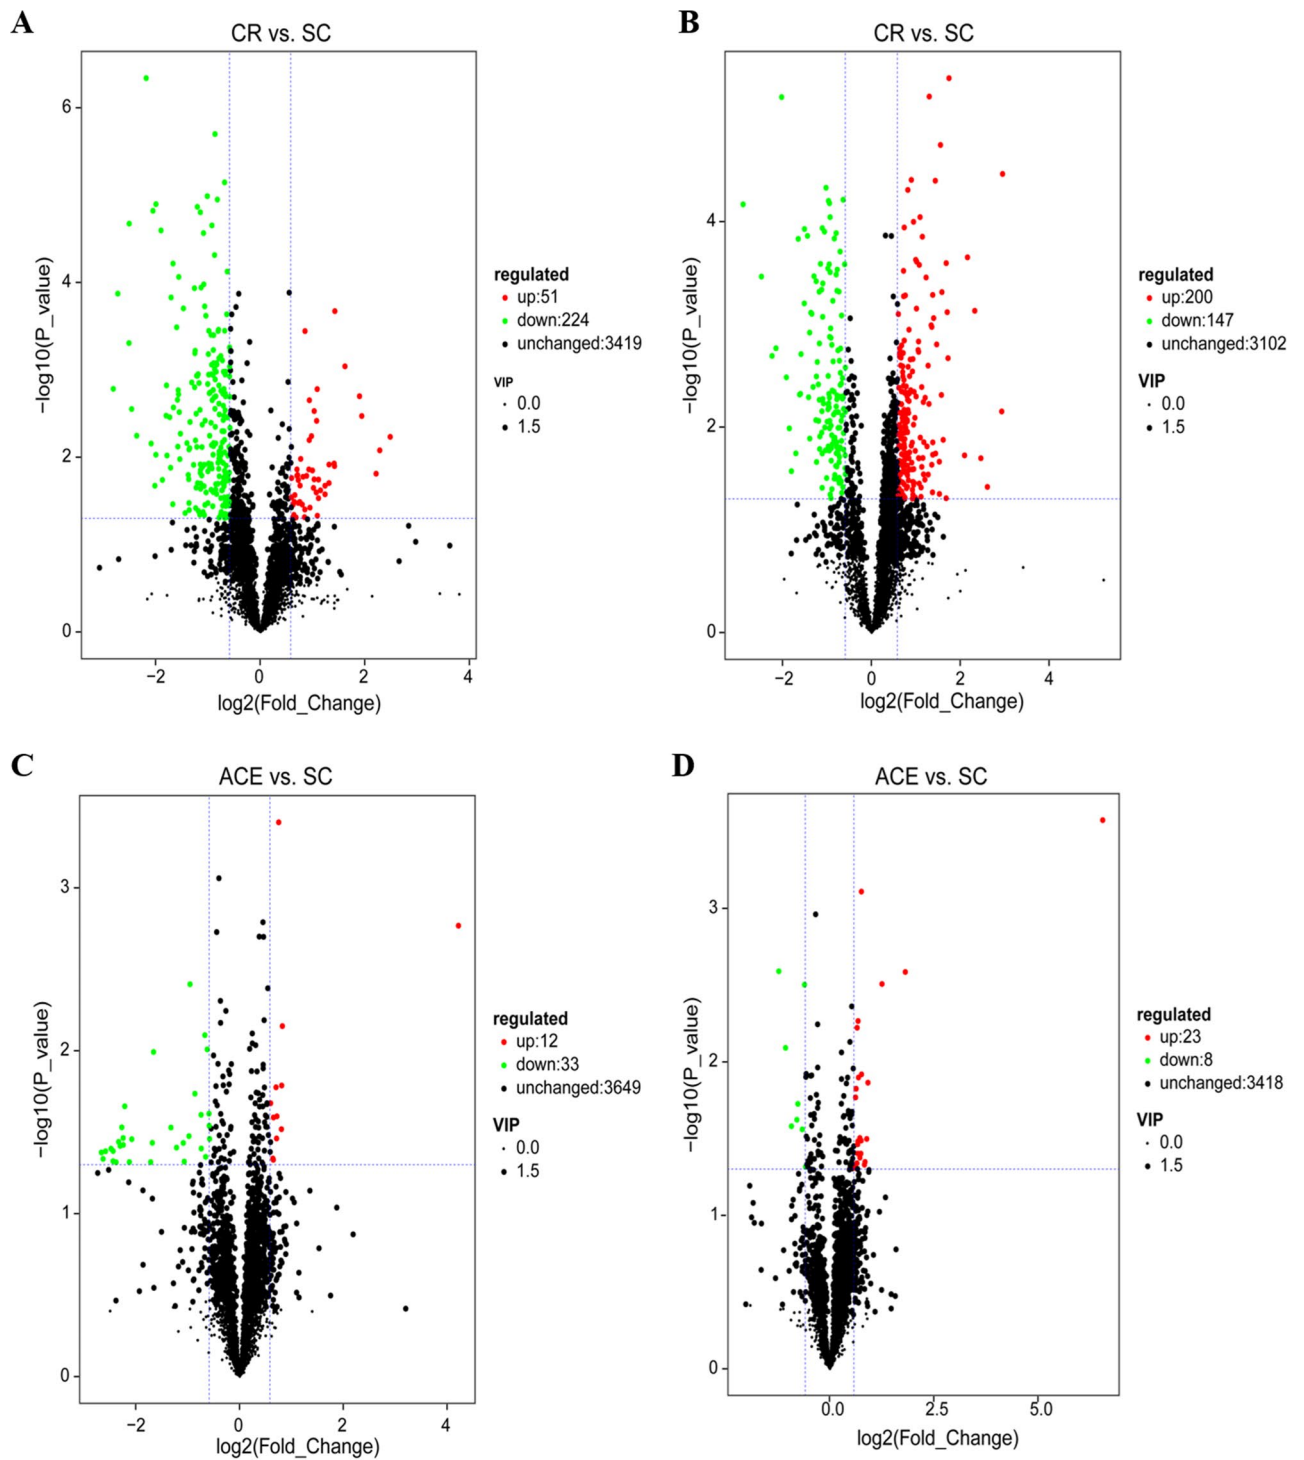 A
CR vs. SC
6
4
2
0
−log10(P_value)
−2
0
2
4
log2(Fold_Change)
regulated
up:51
down:224
unchanged:3419
VIP
0.0
1.5
B
CR vs. SC
4
2
0
−log10(P_value)
−2
0
2
4
log2(Fold_Change)
regulated
up:200
down:147
unchanged:3102
VIP
0.0
1.5
C
ACE vs. SC
3
2
1
0
−log10(P_value)
−2
0
2
4
log2(Fold_Change)
regulated
up:12
down:33
unchanged:3649
VIP
0.0
1.5
D
ACE vs. SC
3
2
1
0
−log10(P_value)
0.0
2.5
5.0
log2(Fold_Change)
regulated
up:23
down:8
unchanged:3418
VIP
0.0
1.5